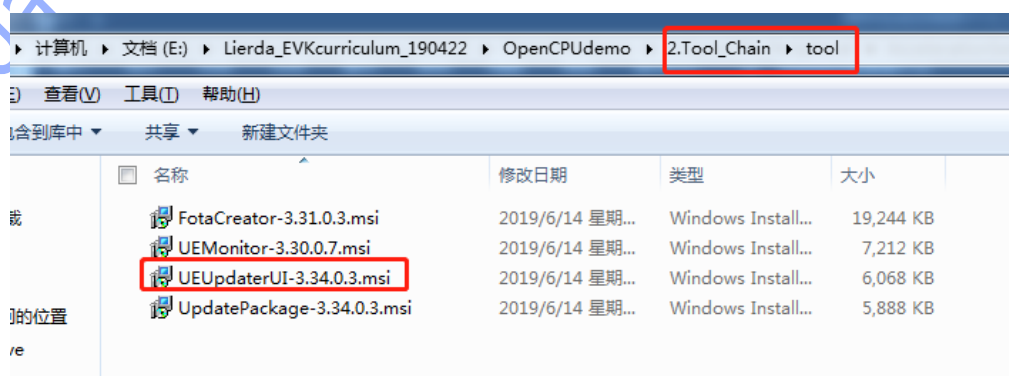 计算机 ▸ 文档 (E:) ▸ Lierda_EVKcurriculum_190422 ▸ OpenCPUdemo ▸ 2.Tool_Chain ▸ tool
查看(V) 工具(T) 帮助(H)
含到库中 ▼ 共享 ▼ 新建文件夹
名称 修改日期 类型 大小
FotaCreator-3.31.0.3.msi 2019/6/14 星期... Windows Install... 19,244 KB
UEMonitor-3.30.0.7.msi 2019/6/14 星期... Windows Install... 7,212 KB
UEUpdaterUI-3.34.0.3.msi 2019/6/14 星期... Windows Install... 6,068 KB
UpdatePackage-3.34.0.3.msi 2019/6/14 星期... Windows Install... 5,888 KB
的位置
ve